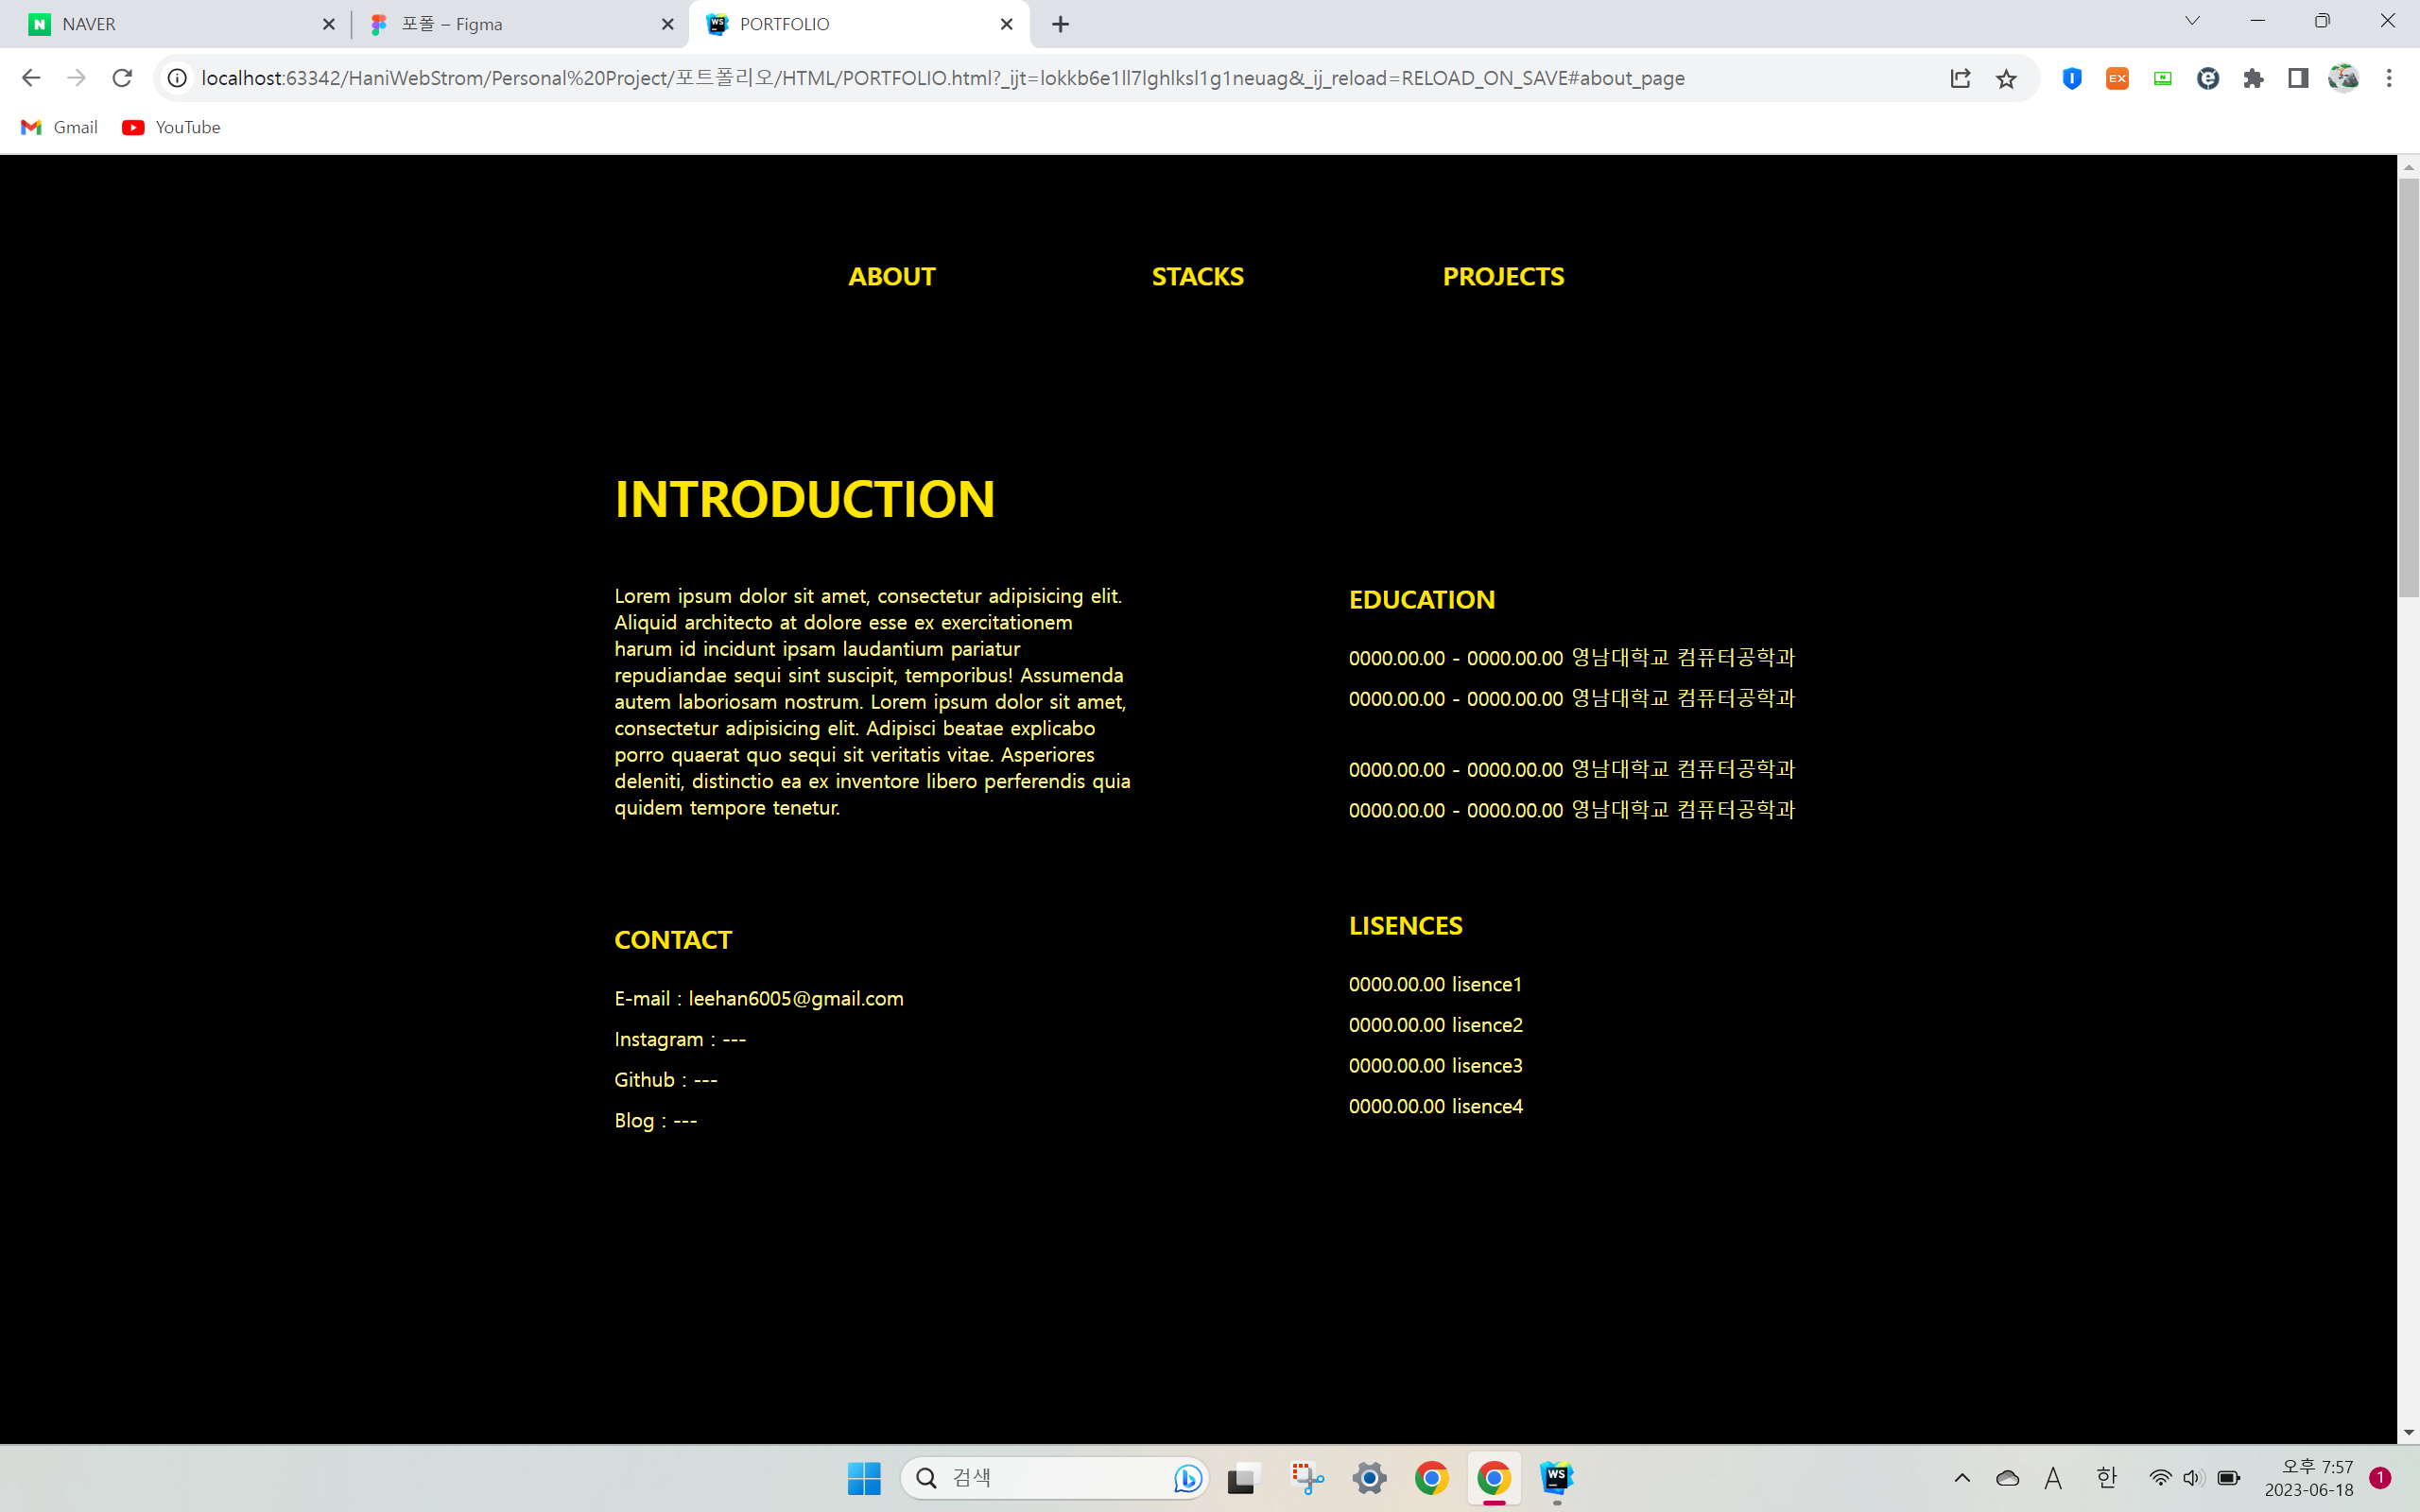 NAVER
포폴 – Figma
PORTFOLIO
localhost:63342/HaniWebStrom/Personal%20Project/포트폴리오/HTML/PORTFOLIO.html?_ijt=lokkb6e1ll7lghlksl1g1neuag&_ij_reload=RELOAD_ON_SAVE#about_page
EX
Gmail
YouTube
ABOUT
STACKS
PROJECTS
INTRODUCTION
Lorem ipsum dolor sit amet, consectetur adipisicing elit.
Aliquid architecto at dolore esse ex exercitationem
harum id incidunt ipsam laudantium pariatur
repudiandae sequi sint suscipit, temporibus! Assumenda
autem laboriosam nostrum. Lorem ipsum dolor sit amet,
consectetur adipisicing elit. Adipisci beatae explicabo
porro quaerat quo sequi sit veritatis vitae. Asperiores
deleniti, distinctio ea ex inventore libero perferendis quia
quidem tempore tenetur.
CONTACT
E-mail : leehan6005@gmail.com
Instagram : ---
Github : ---
Blog : ---
EDUCATION
0000.00.00 - 0000.00.00 영남대학교 컴퓨터공학과
0000.00.00 - 0000.00.00 영남대학교 컴퓨터공학과
0000.00.00 - 0000.00.00 영남대학교 컴퓨터공학과
0000.00.00 - 0000.00.00 영남대학교 컴퓨터공학과
LISENCES
0000.00.00 lisence1
0000.00.00 lisence2
0000.00.00 lisence3
0000.00.00 lisence4
검색
WS
A
한
오후 7:57
2023-06-18
1